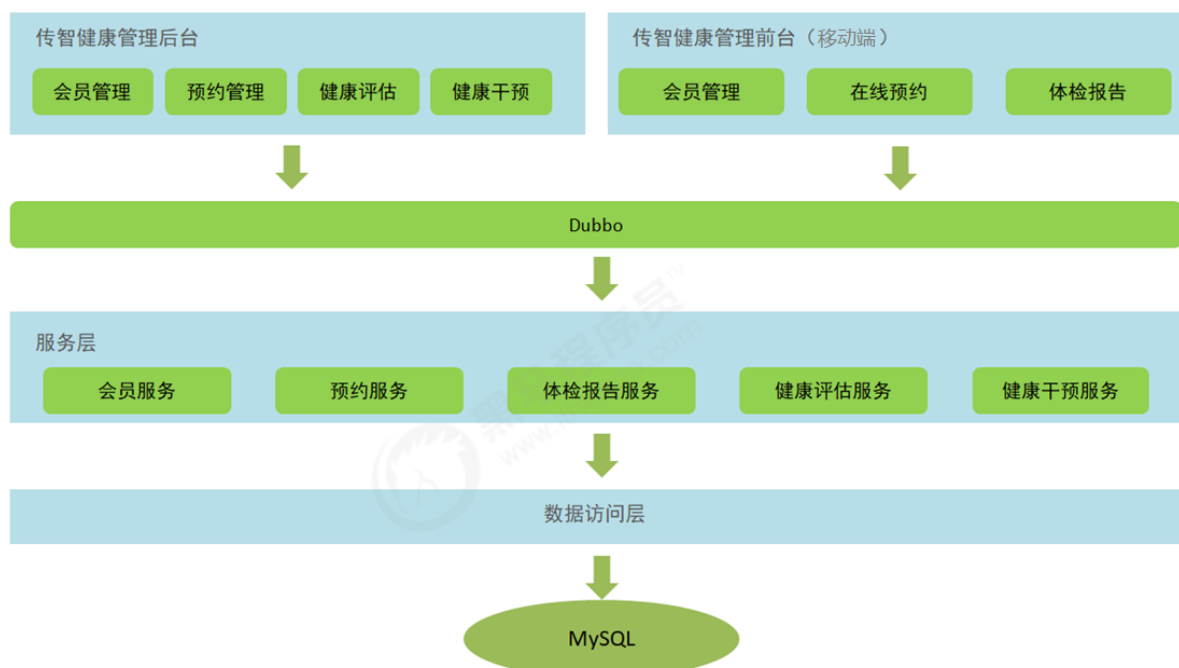 传智健康管理后台
会员管理
预约管理
健康评估
健康干预
传智健康管理前台（移动端）
会员管理
在线预约
体检报告
Dubbo
服务层
会员服务
预约服务
体检报告服务
健康评估服务
健康干预服务
数据访问层
MySQL